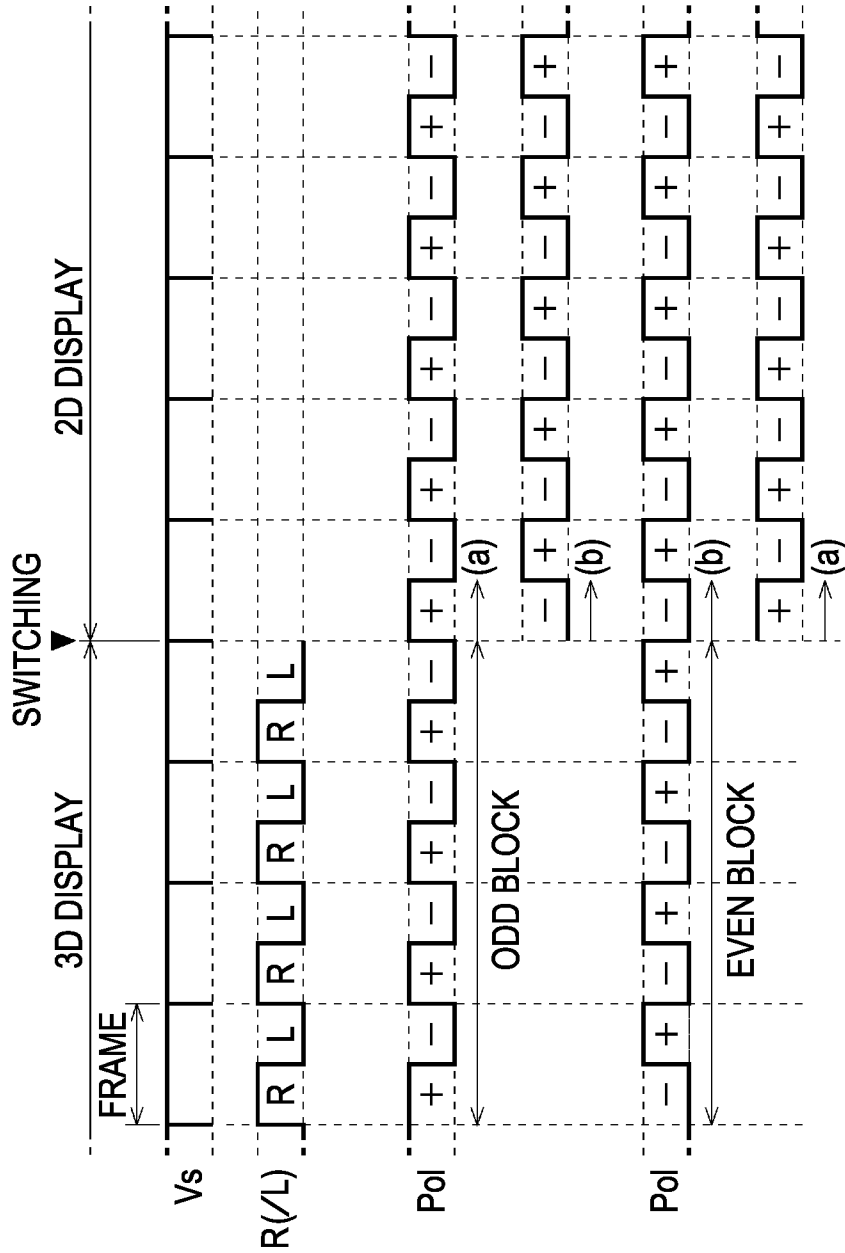 SWITCHING
3D DISPLAY 2D DISPLAY
FRAME
Vs
R(/L) R L R L R L R L
Pol + − + − + − + − + − + − + − + − + −
ODD BLOCK (a)
− + − + − + − + − +
(b)
Pol − + − + − + − + − + − + − + − + − +
EVEN BLOCK (b)
+ − + − + − + − + −
(a)